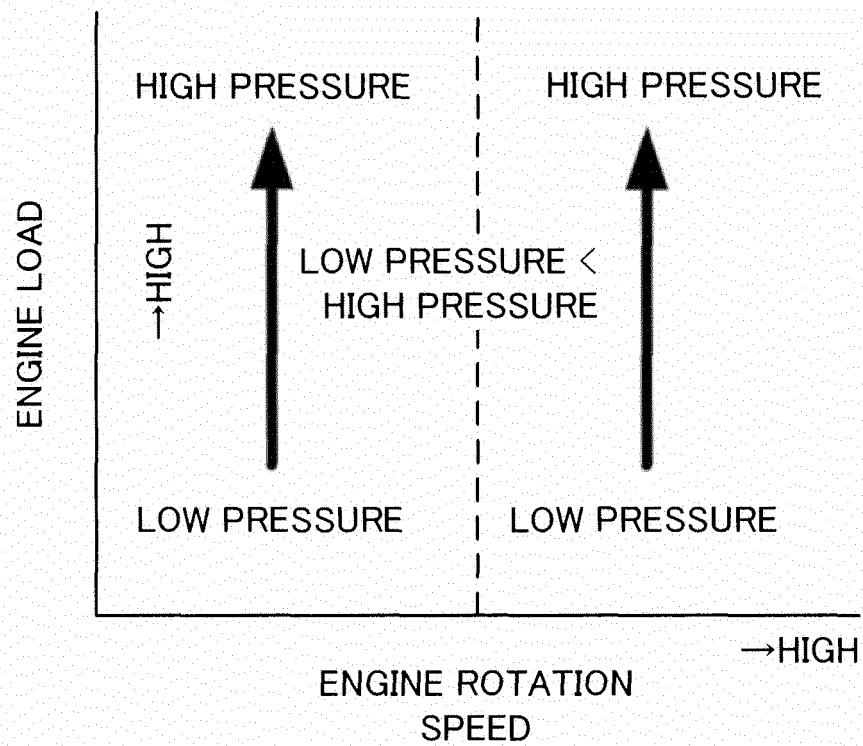 HIGH PRESSURE
HIGH PRESSURE
ENGINE LOAD
→HIGH
LOW PRESSURE <
HIGH PRESSURE
LOW PRESSURE
LOW PRESSURE
→HIGH
ENGINE ROTATION
SPEED